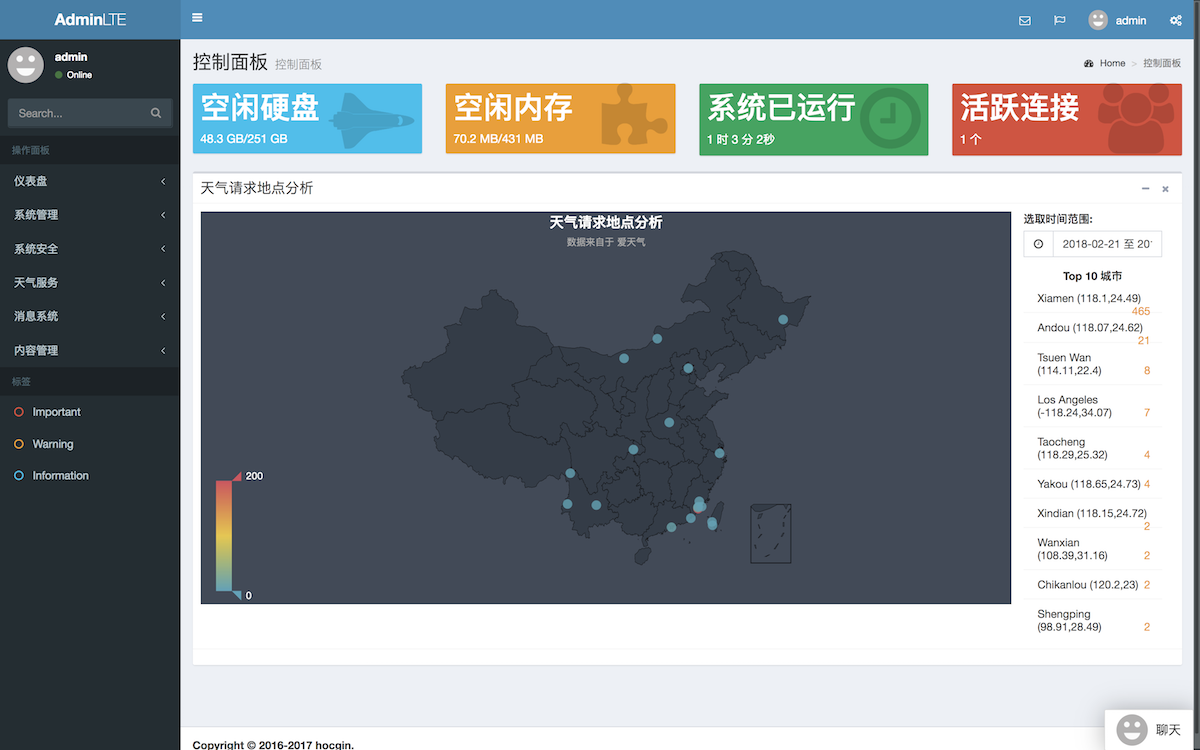 AdminLTE
admin
admin
Online
Search...
操作面板
仪表盘
系统管理
系统安全
天气服务
消息系统
内容管理
标签
Important
Warning
Information
控制面板 控制面板
Home > 控制面板
空闲硬盘
48.3 GB/251 GB
空闲内存
70.2 MB/431 MB
系统已运行
1 时 3 分 2秒
活跃连接
1 个
天气请求地点分析
天气请求地点分析
数据来自于 爱天气
200
0
选取时间范围:
2018-02-21 至 20
Top 10 城市
Xiamen (118.1,24.49)
465
Andou (118.07,24.62)
21
Tsuen Wan
(114.11,22.4) 8
Los Angeles
(-118.24,34.07) 7
Taocheng
(118.29,25.32) 4
Yakou (118.65,24.73) 4
Xindian (118.15,24.72)
2
Wanxian
(108.39,31.16) 2
Chikanlou (120.2,23) 2
Shengping
(98.91,28.49) 2
Copyright © 2016-2017 hocgin.
聊天